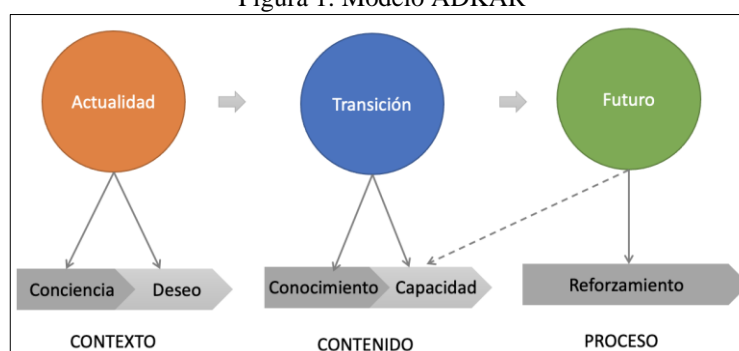 Figura 1. Modelo ADKAR
Actualidad
Transición
Futuro
Conciencia
Deseo
Conocimiento
Capacidad
Reforzamiento
CONTEXTO
CONTENIDO
PROCESO